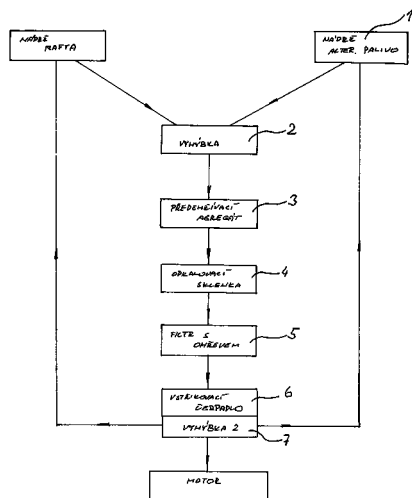 NÁDRŽ
NAFTA
NÁDRŽ
ALTER. PALIVO
1
VÝHYBKA
2
PŘEDEHŘÍVACÍ
AGREGÁT
3
ODKALOVACÍ
SKLENKA
4
FILTR S
OHŘEVEM
5
VSTŘIKOVACÍ
ČERPADLO
6
VÝHYBKA 2
7
MOTOR